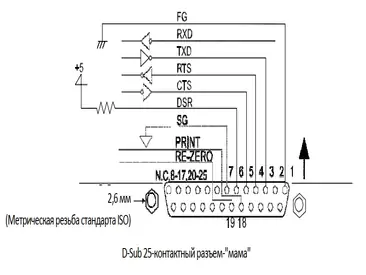 FG
RXD
TXD
+5
RTS
CTS
DSR
SG
PRINT
RE-ZERO
N.C,8-17,20-25 7 6 5 4 3 2 1
2,6 мм
(Метрическая резьба стандарта ISO)
19 18
D-Sub 25-контактный разъем-"мама"